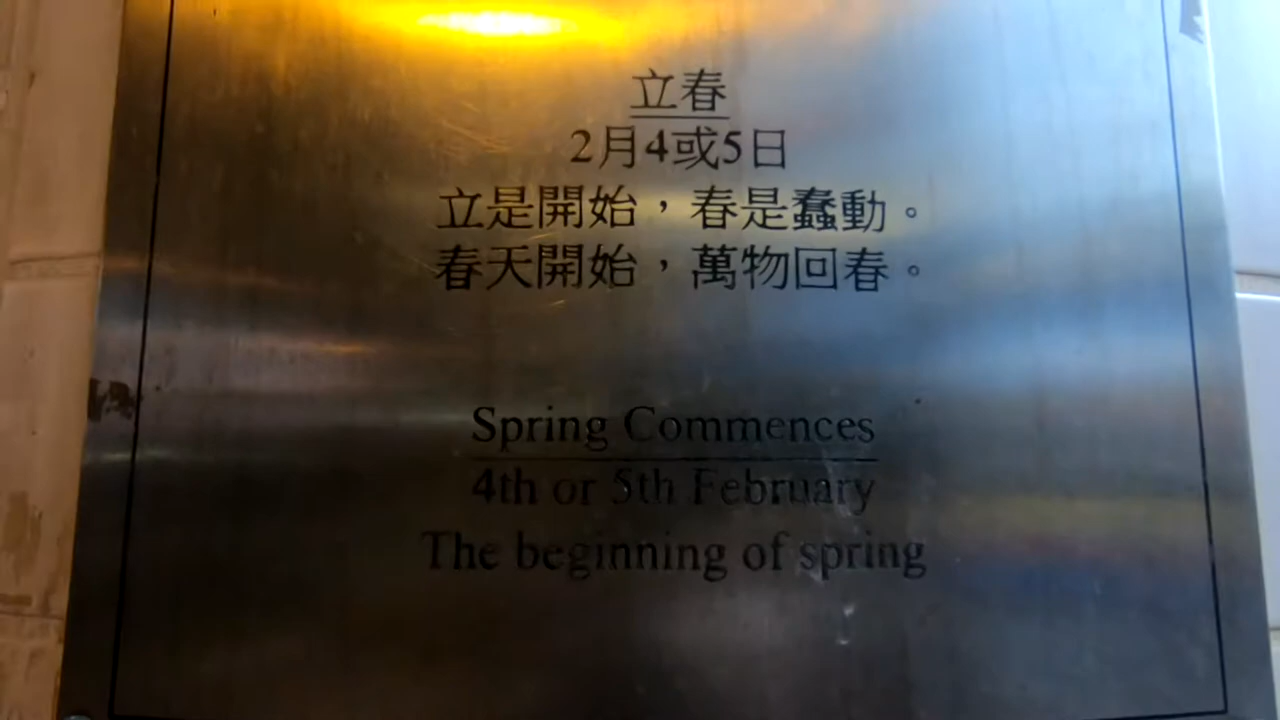 立春
2月4或5日
立是開始，春是蠢動。
春天開始，萬物回春。
Spring Commences
4th or 5th February
The beginning of spring